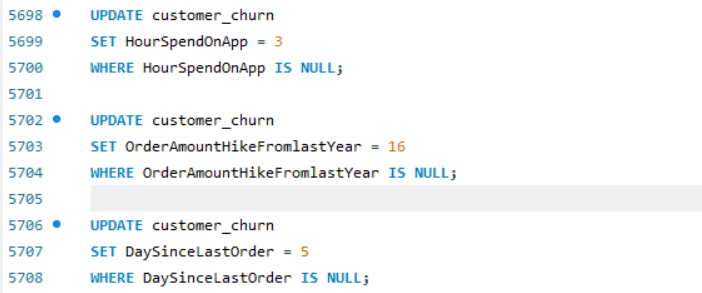 5698 UPDATE customer_churn
5699 SET HourSpendOnApp = 3
5700 WHERE HourSpendOnApp IS NULL;
5701
5702 UPDATE customer_churn
5703 SET OrderAmountHikeFromlastYear = 16
5704 WHERE OrderAmountHikeFromlastYear IS NULL;
5705
5706 UPDATE customer_churn
5707 SET DaySinceLastOrder = 5
5708 WHERE DaySinceLastOrder IS NULL;